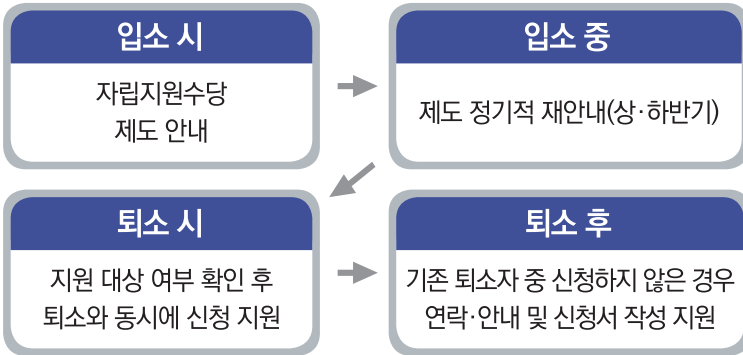 입소 시
자립지원수당
제도 안내
입소 중
제도 정기적 재안내(상·하반기)
퇴소 시
지원 대상 여부 확인 후
퇴소와 동시에 신청 지원
퇴소 후
기존 퇴소자 중 신청하지 않은 경우
연락·안내 및 신청서 작성 지원